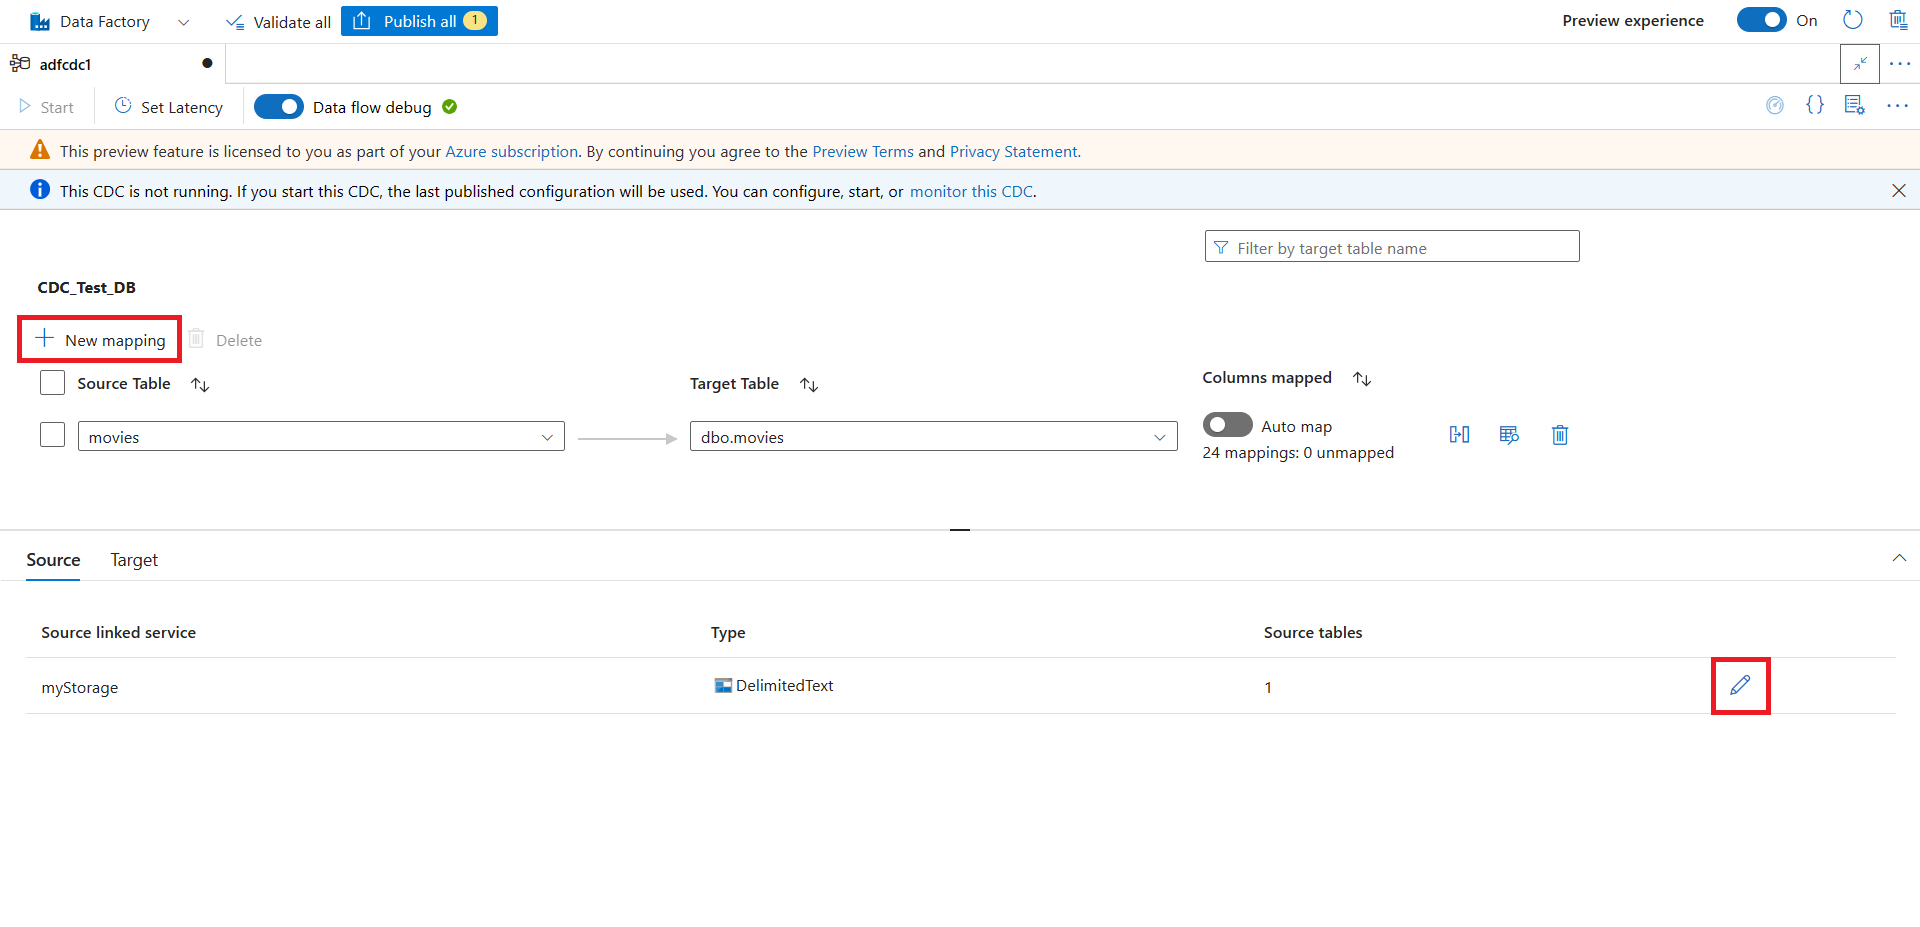 Data Factory
Validate all
Publish all 1
Preview experience
On
adfcdc1
Start
Set Latency
Data flow debug
{}
This preview feature is licensed to you as part of your Azure subscription. By continuing you agree to the Preview Terms and Privacy Statement.
This CDC is not running. If you start this CDC, the last published configuration will be used. You can configure, start, or monitor this CDC.
Filter by target table name
CDC_Test_DB
New mapping
Delete
Source Table
Target Table
Columns mapped
movies
dbo.movies
Auto map
24 mappings: 0 unmapped
Source
Target
Source linked service
Type
Source tables
myStorage
DelimitedText
1